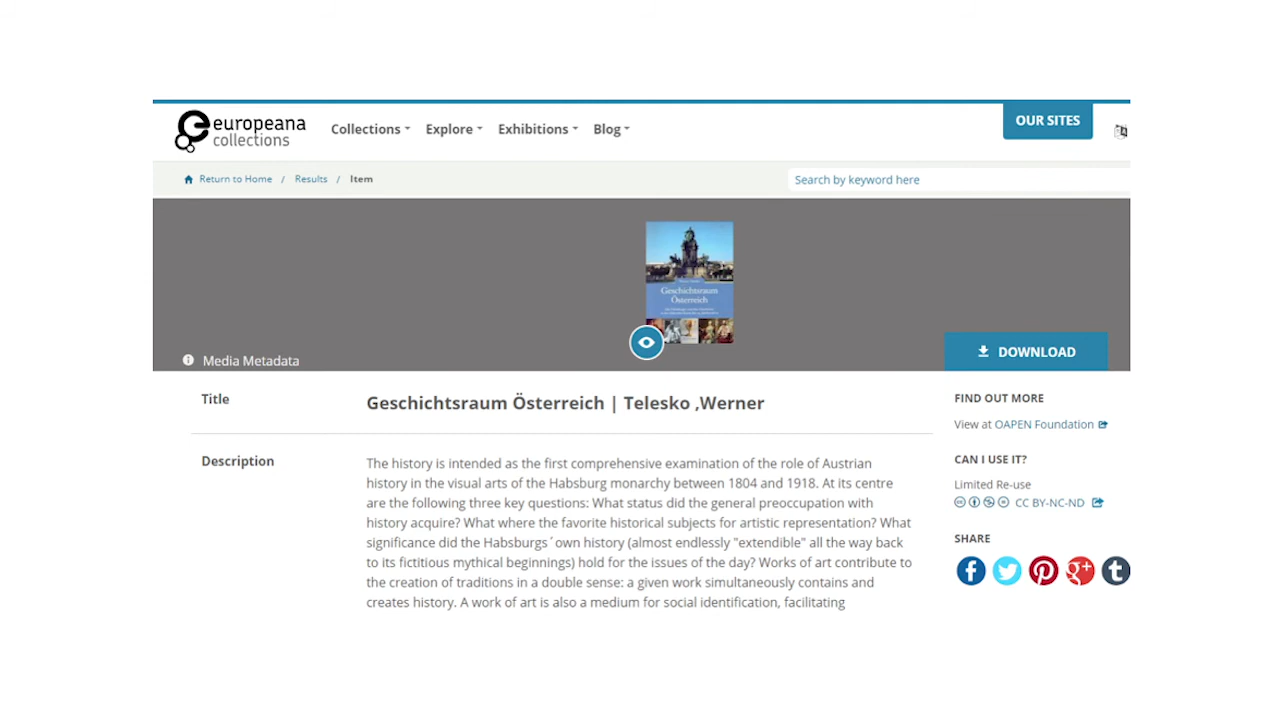 europeana
collections
Collections
Explore
Exhibitions
Blog
OUR SITES
Return to Home / Results / Item
Search by keyword here
Geschichtsraum
Österreich
Media Metadata
DOWNLOAD
Title
Geschichtsraum Österreich | Telesko ,Werner
Description
The history is intended as the first comprehensive examination of the role of Austrian
history in the visual arts of the Habsburg monarchy between 1804 and 1918. At its centre
are the following three key questions: What status did the general preoccupation with
history acquire? What where the favorite historical subjects for artistic representation? What
significance did the Habsburgs´own history (almost endlessly "extendible" all the way back
to its fictitious mythical beginnings) hold for the issues of the day? Works of art contribute to
the creation of traditions in a double sense: a given work simultaneously contains and
creates history. A work of art is also a medium for social identification, facilitating
FIND OUT MORE
View at OAPEN Foundation
CAN I USE IT?
Limited Re-use
CC BY-NC-ND
SHARE